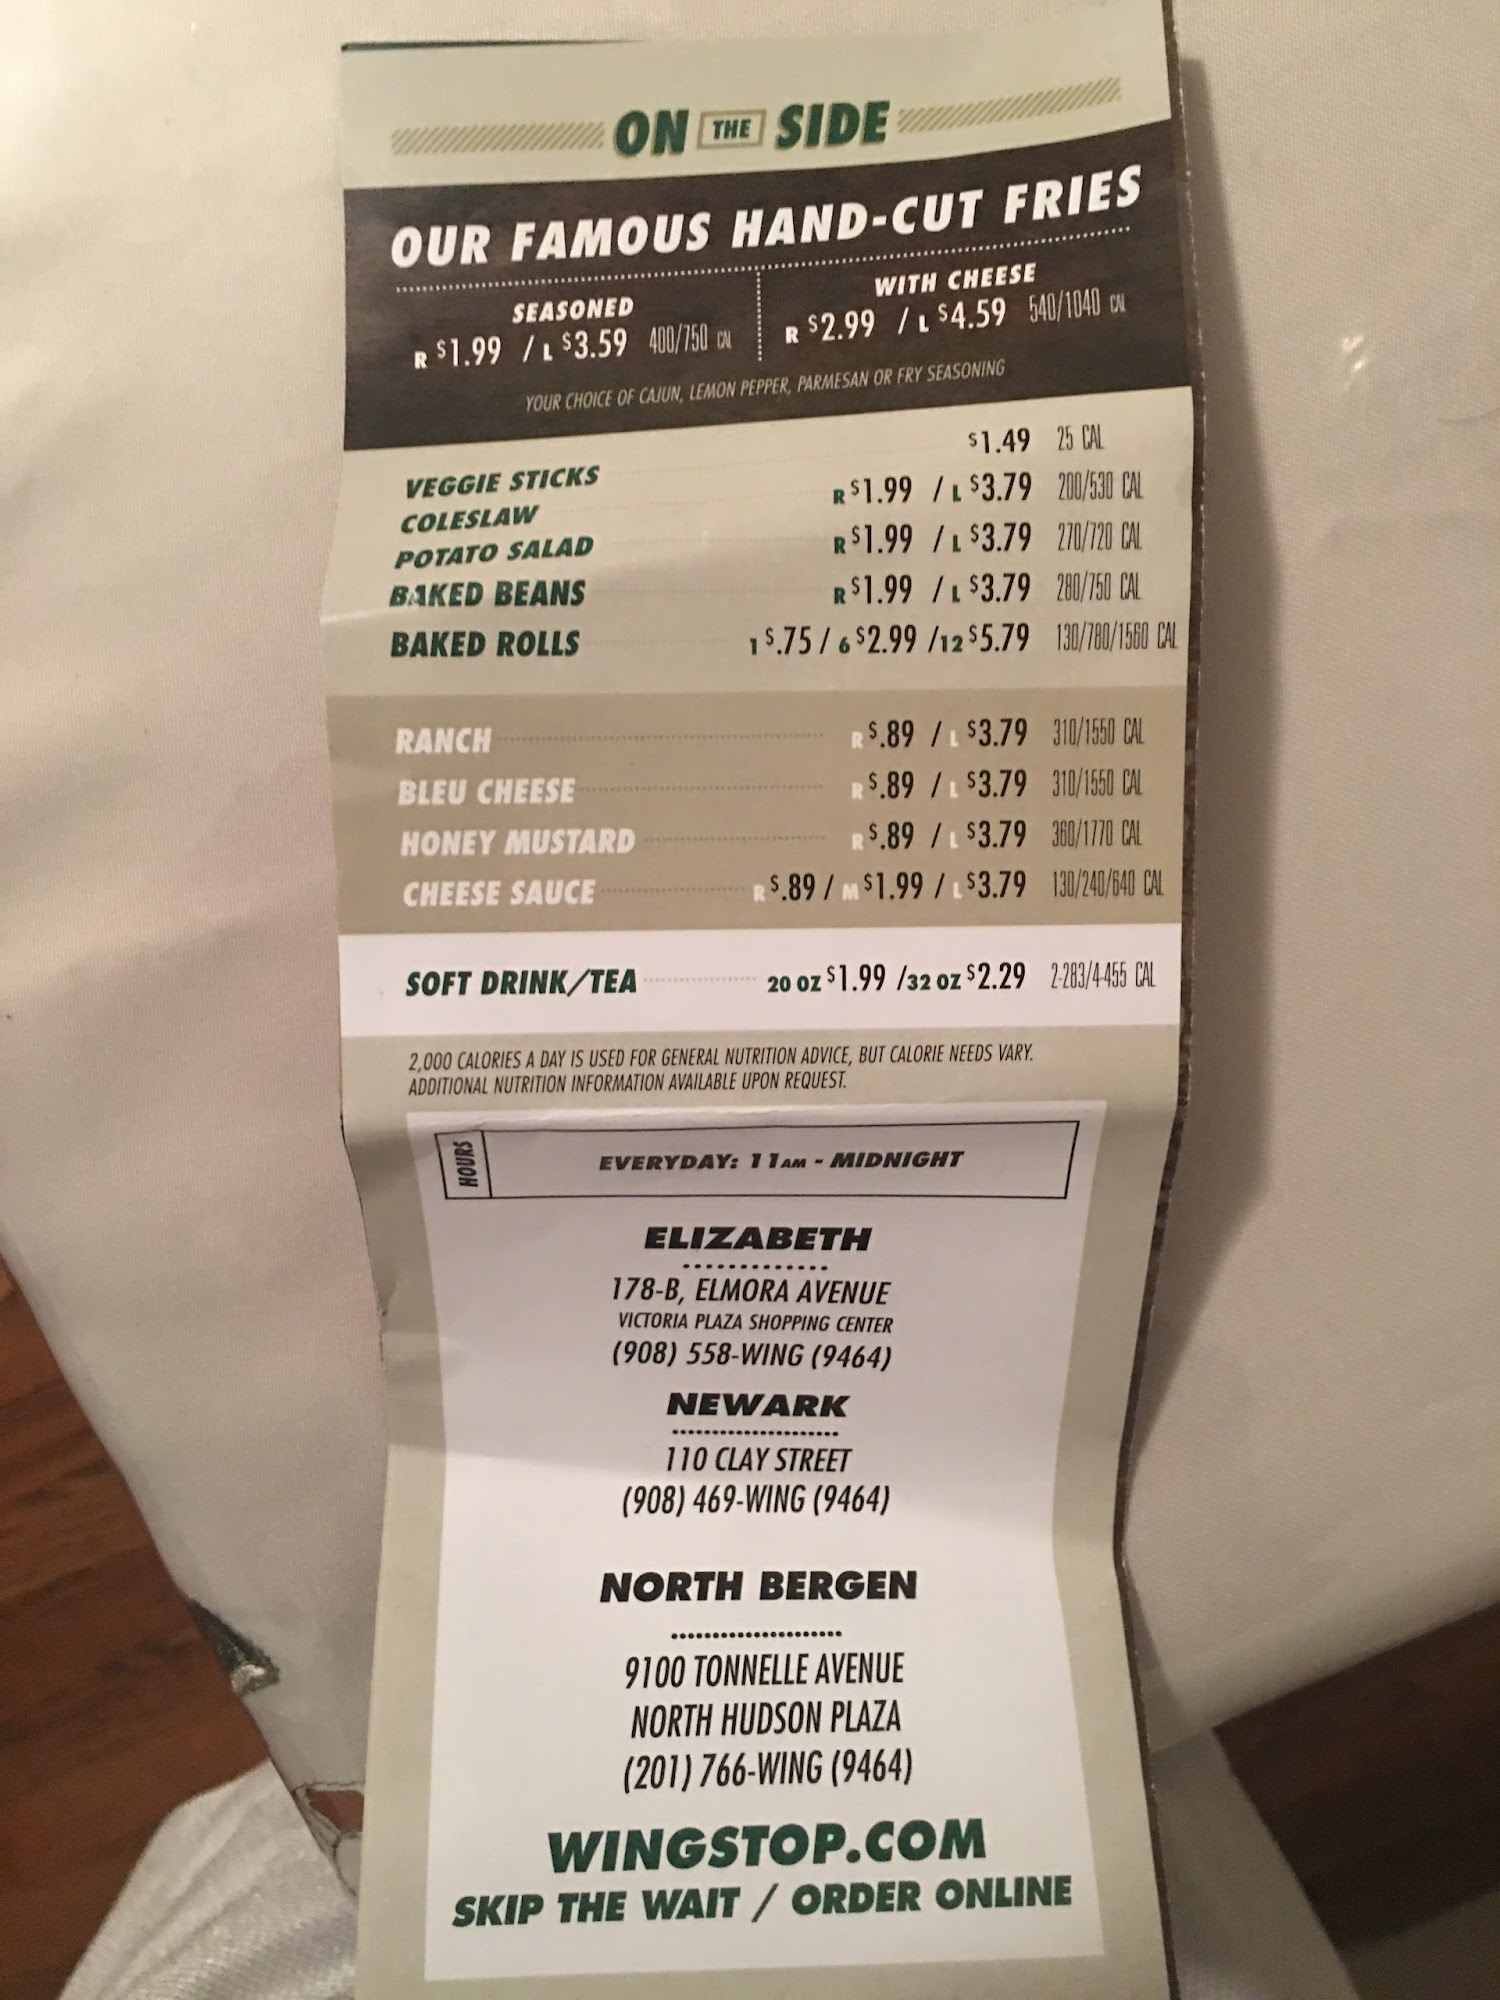 ON THE SIDE
OUR FAMOUS HAND-CUT FRIES
SEASONED
R $1.99 / L $3.59 400/750 CAL
WITH CHEESE
R $2.99 / L $4.59 540/1040 CAL
YOUR CHOICE OF CAJUN, LEMON PEPPER, PARMESAN OR FRY SEASONING
VEGGIE STICKS $1.49 25 CAL
COLESLAW R $1.99 / L $3.79 200/530 CAL
POTATO SALAD R $1.99 / L $3.79 270/720 CAL
BAKED BEANS R $1.99 / L $3.79 280/750 CAL
BAKED ROLLS 1 $.75 / 6 $2.99 /12 $5.79 130/780/1560 CAL
RANCH R $.89 / L $3.79 310/1550 CAL
BLEU CHEESE R $.89 / L $3.79 310/1550 CAL
HONEY MUSTARD R $.89 / L $3.79 360/1770 CAL
CHEESE SAUCE R $.89 / M $1.99 / L $3.79 130/240/640 CAL
SOFT DRINK/TEA 20 OZ $1.99 /32 OZ $2.29 2-283/4-455 CAL
2,000 CALORIES A DAY IS USED FOR GENERAL NUTRITION ADVICE, BUT CALORIE NEEDS VARY.
ADDITIONAL NUTRITION INFORMATION AVAILABLE UPON REQUEST.
HOURS
EVERYDAY: 11AM - MIDNIGHT
ELIZABETH
178-B, ELMORA AVENUE
VICTORIA PLAZA SHOPPING CENTER
(908) 558-WING (9464)
NEWARK
110 CLAY STREET
(908) 469-WING (9464)
NORTH BERGEN
9100 TONNELLE AVENUE
NORTH HUDSON PLAZA
(201) 766-WING (9464)
WINGSTOP.COM
SKIP THE WAIT / ORDER ONLINE